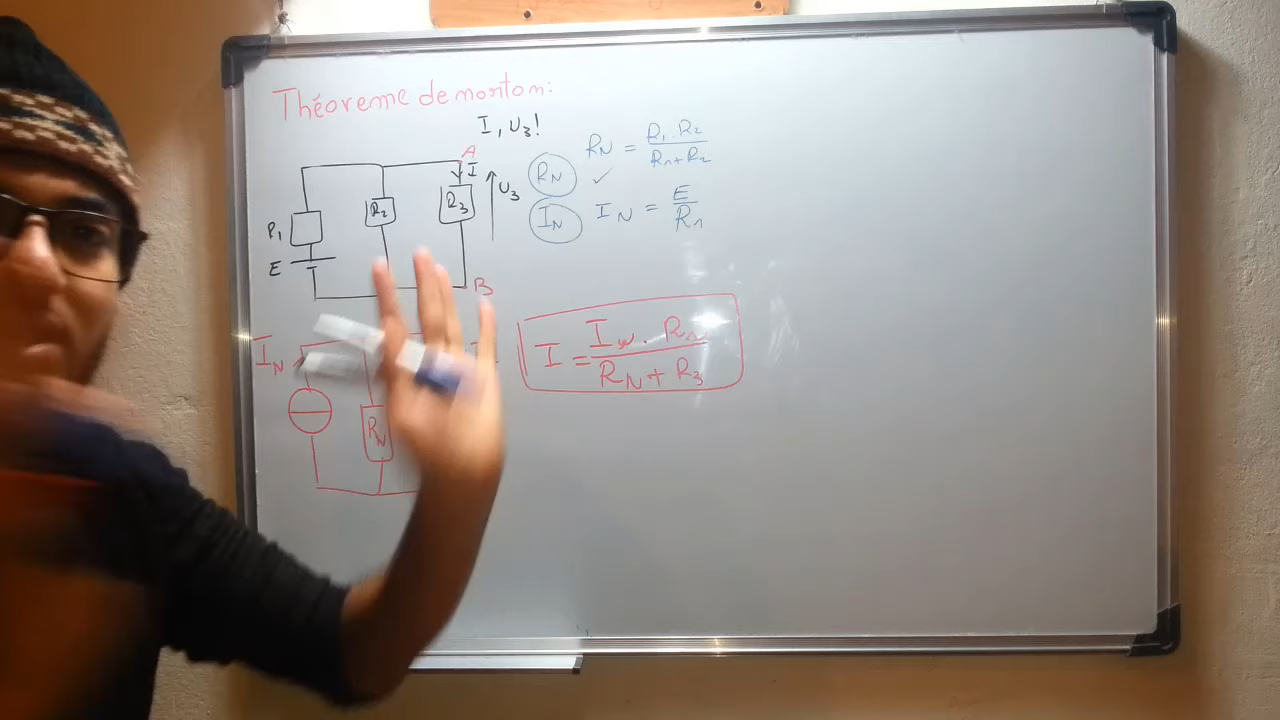 Théoreme de morton:
I, U3!
A
I
R1
R2
R3
U3
E
B
RN
RN = R1.R2 / R1+R2
IN
IN = E / R1
IN
RN
I = IN . RN / RN + R3